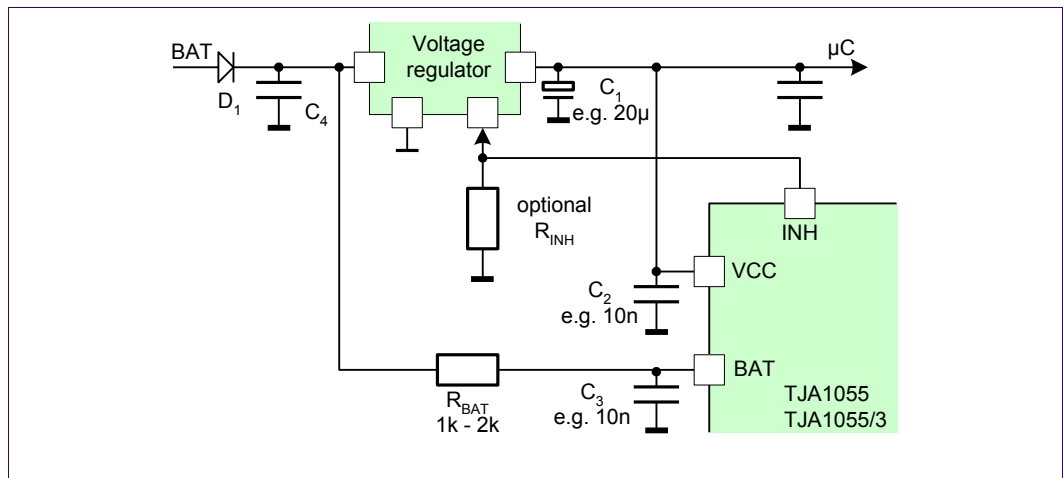 BAT
D1
C4
Voltage
regulator
C1
e.g. 20µ
µC
optional
RINH
INH
VCC
C2
e.g. 10n
RBAT
1k - 2k
C3
e.g. 10n
BAT
TJA1055
TJA1055/3